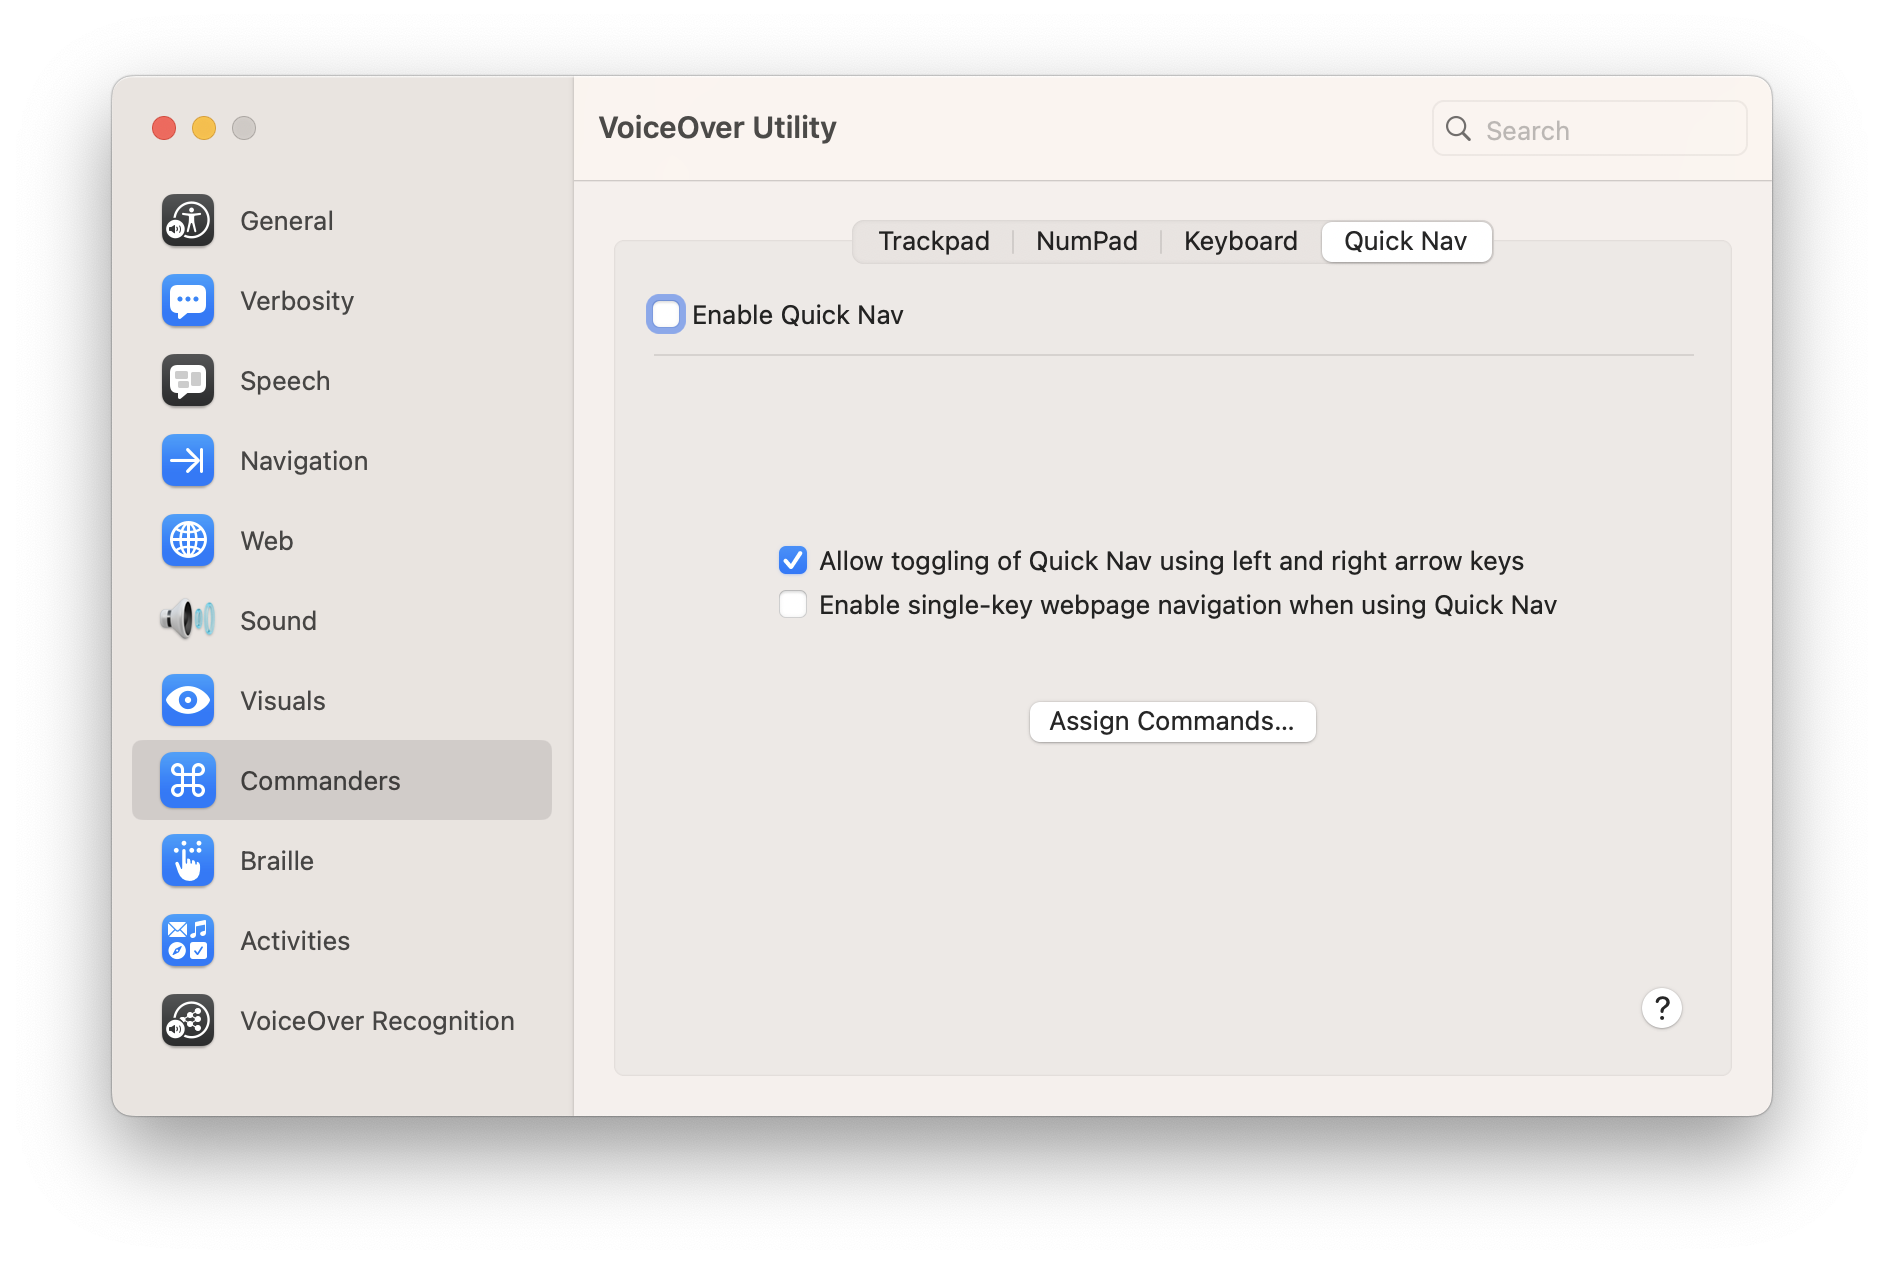 VoiceOver Utility
Search
General
Verbosity
Speech
Navigation
Web
Sound
Visuals
Commanders
Braille
Activities
VoiceOver Recognition
Trackpad
NumPad
Keyboard
Quick Nav
Enable Quick Nav
Allow toggling of Quick Nav using left and right arrow keys
Enable single-key webpage navigation when using Quick Nav
Assign Commands...
?